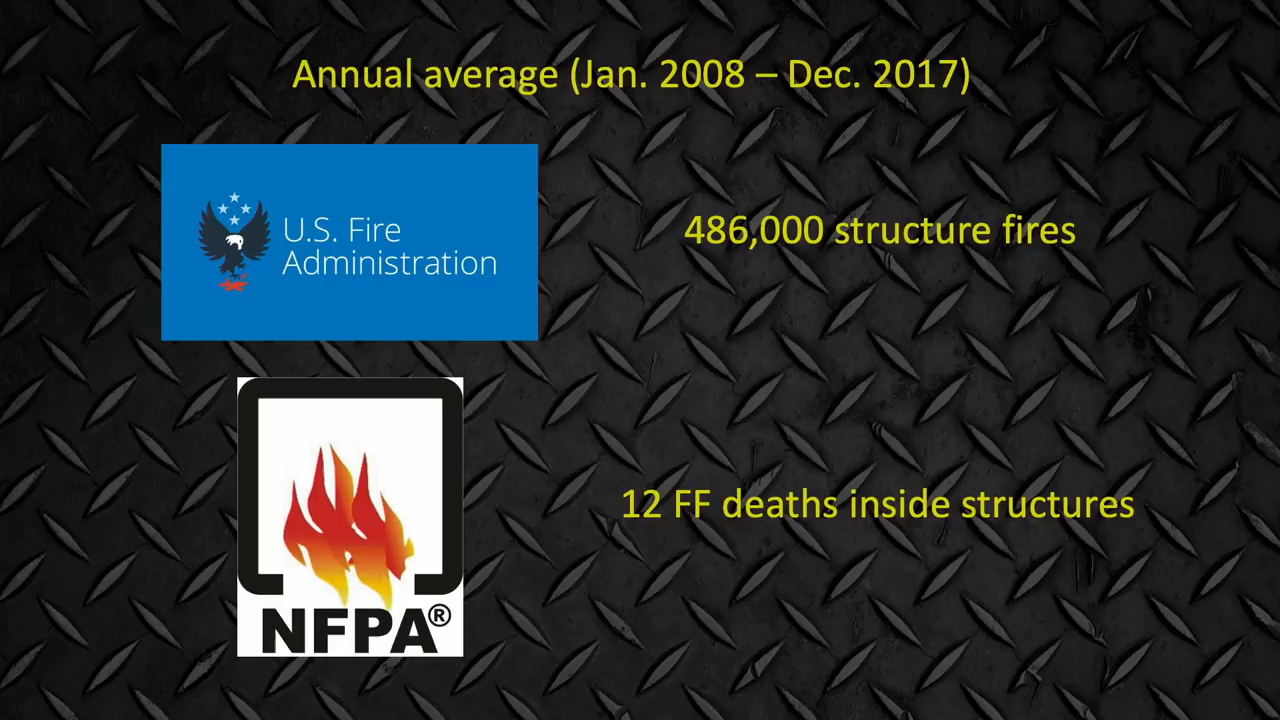 Annual average (Jan. 2008 – Dec. 2017)
U.S. Fire
Administration
486,000 structure fires
12 FF deaths inside structures
NFPA®